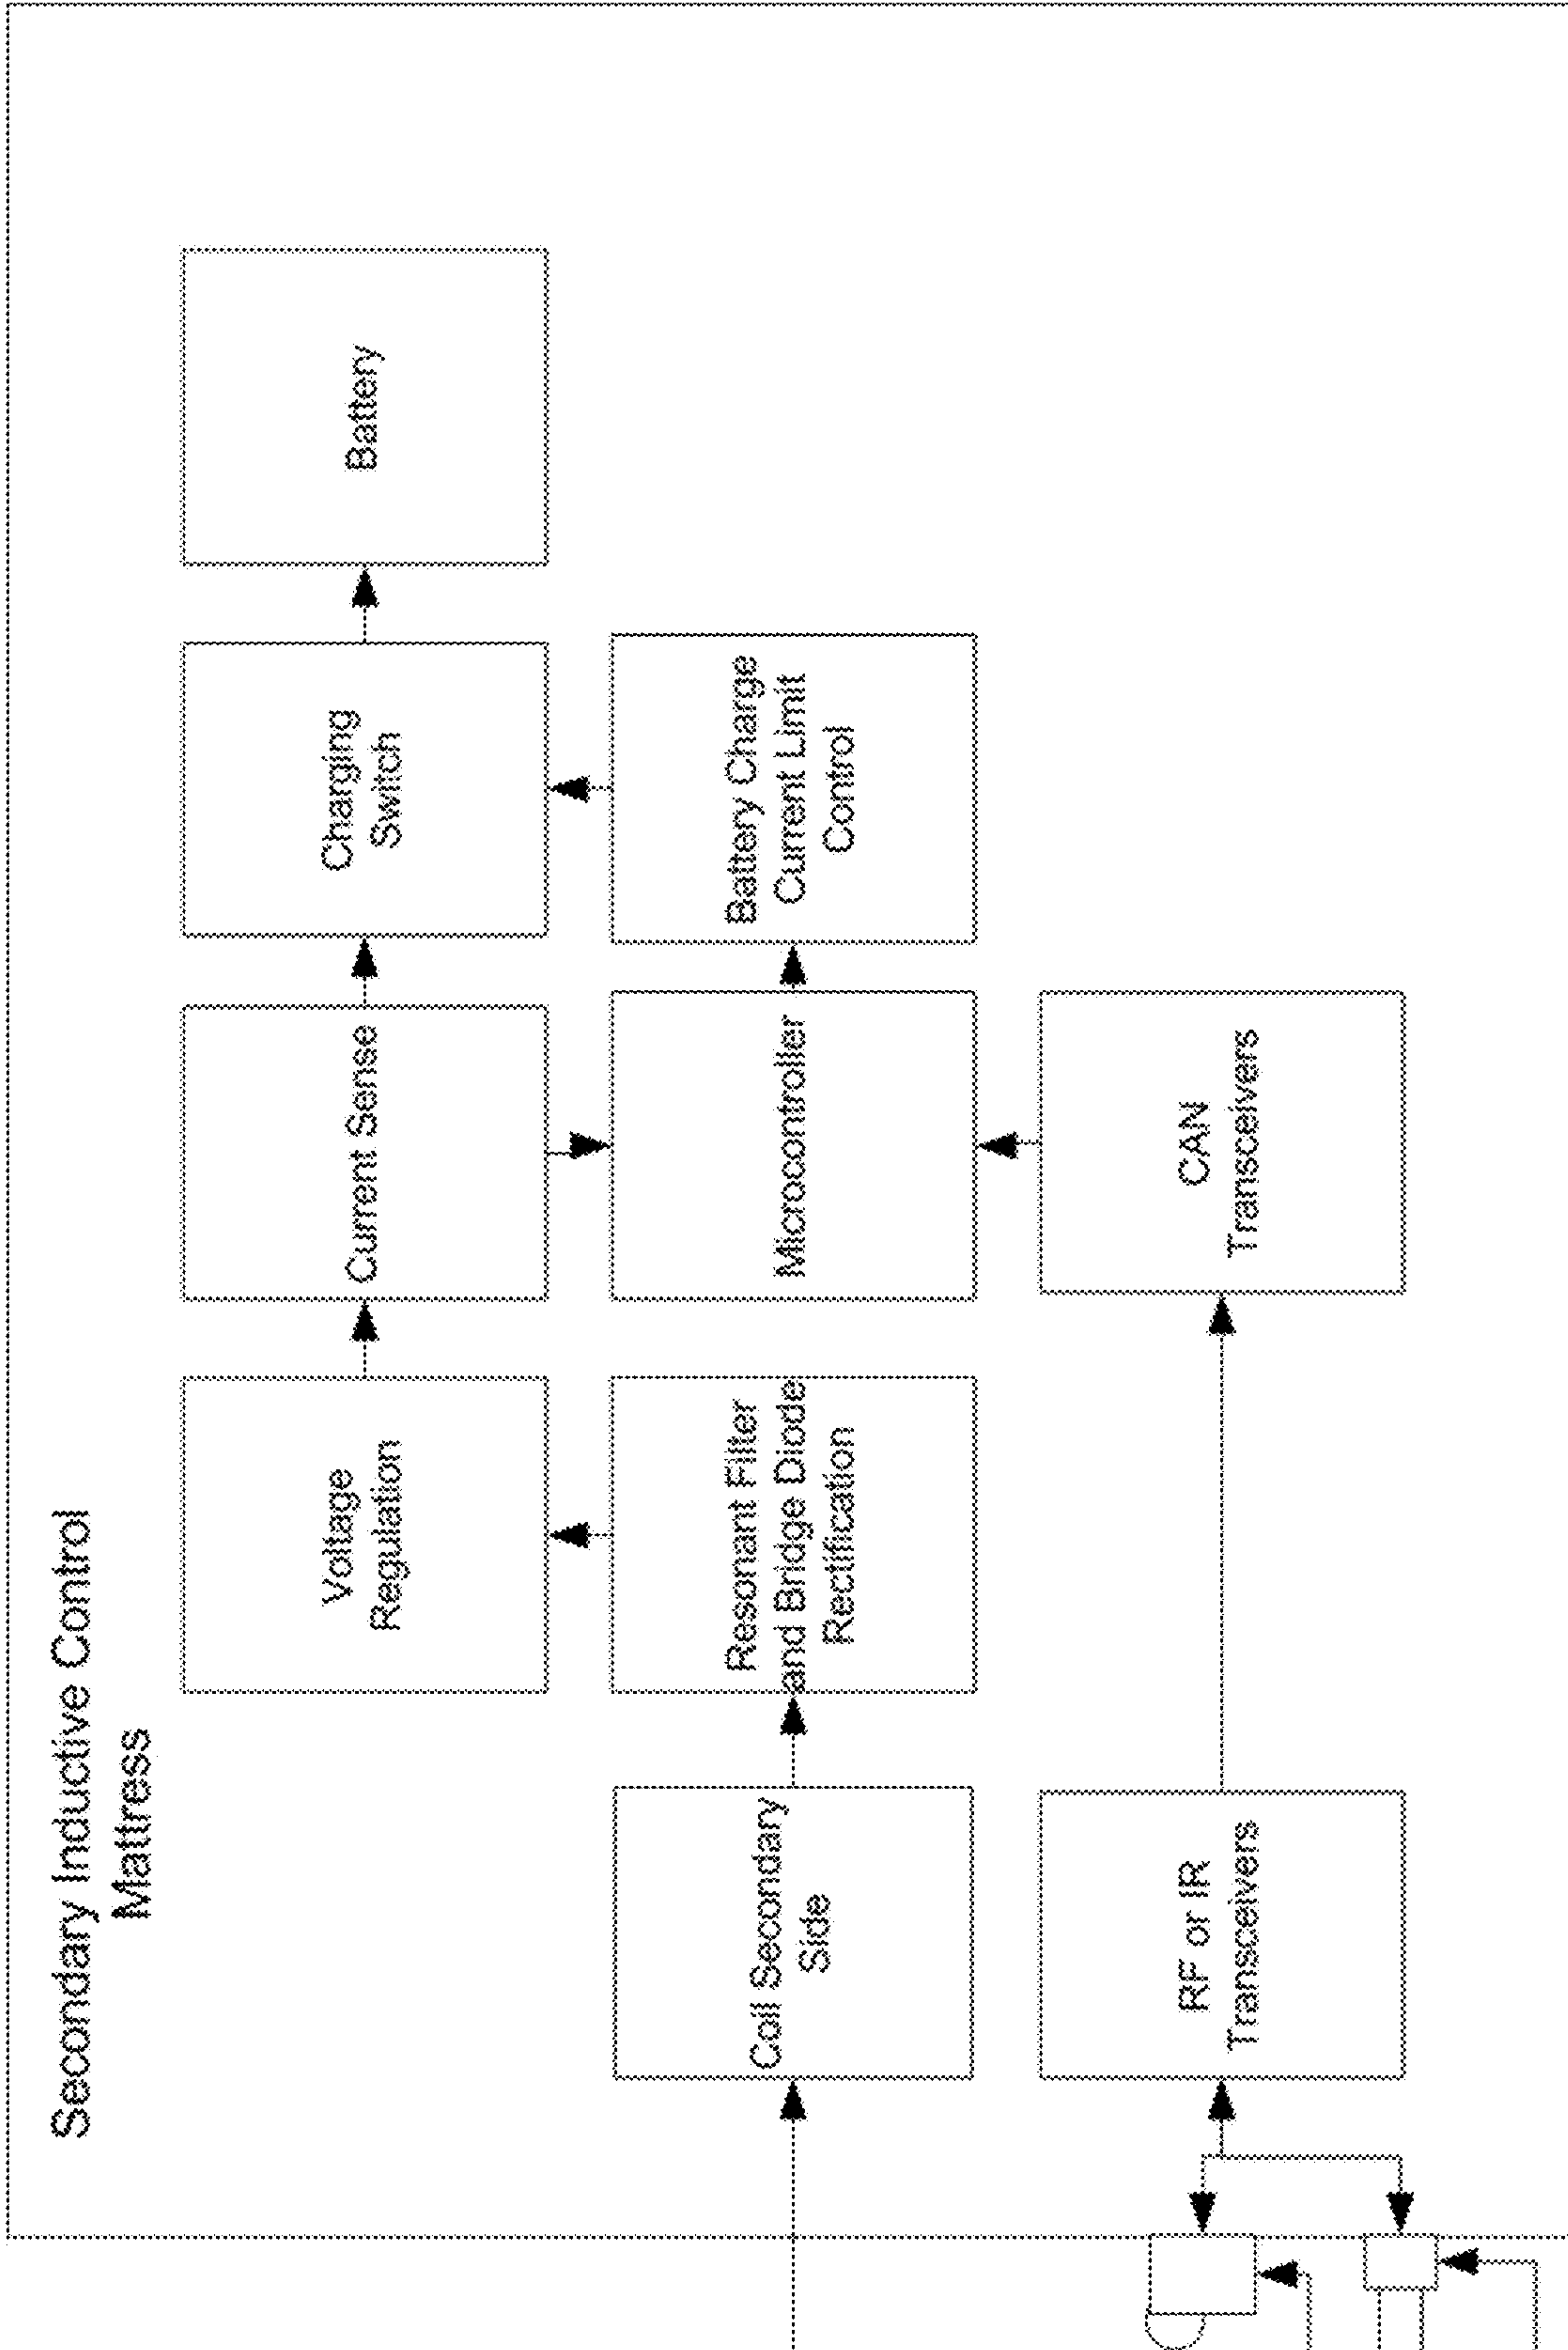 Secondary Inductive Control
Mattress
Voltage
Regulation
Current Sense
Charging
Switch
Battery
Coil Secondary
Side
Resonant Filter
and Bridge Diode
Rectification
Microcontroller
Battery Charge
Current Limit
Control
RF or IR
Transceivers
CAN
Transceivers